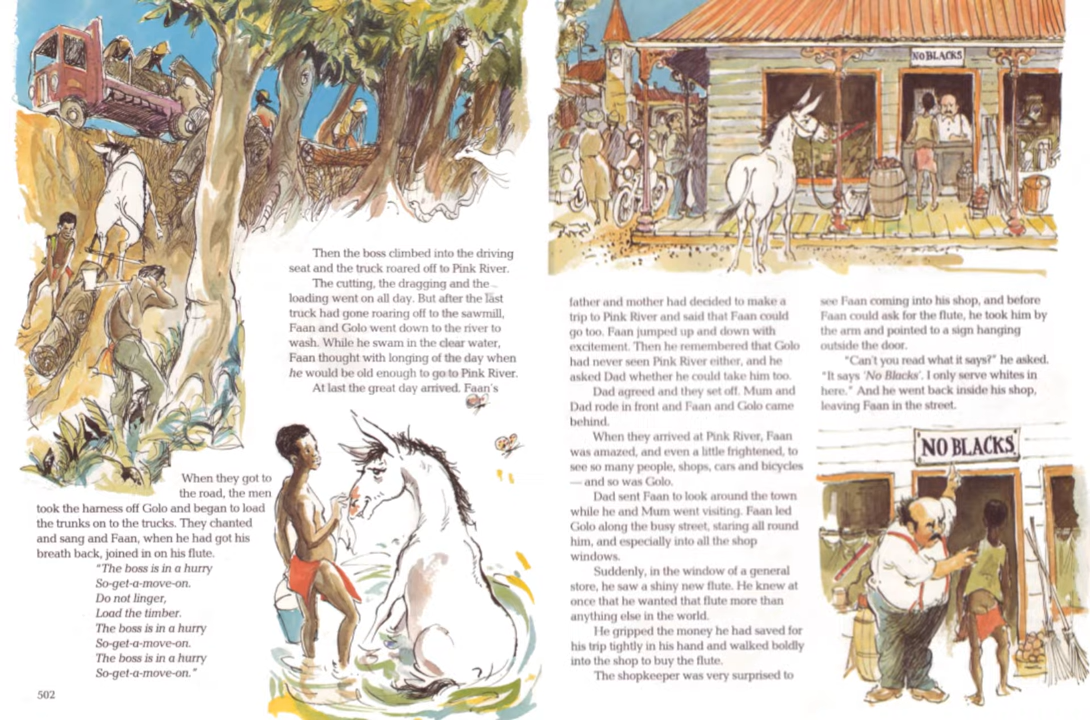 Then the boss climbed into the driving
seat and the truck roared off to Pink River.
The cutting, the dragging and the
loading went on all day. But after the last
truck had gone roaring off to the sawmill,
Faan and Golo went down to the river to
wash. While he swam in the clear water,
Faan thought with longing of the day when
he would be old enough to go to Pink River.
At last the great day arrived. Faan's
When they got to
the road, the men
took the harness off Golo and began to load
the trunks on to the trucks. They chanted
and sang and Faan, when he had got his
breath back, joined in on his flute.
"The boss is in a hurry
So-get-a-move-on.
Do not linger,
Load the timber.
The boss is in a hurry
So-get-a-move-on.
The boss is in a hurry
So-get-a-move-on."
502
NO BLACKS
father and mother had decided to make a
trip to Pink River and said that Faan could
go too. Faan jumped up and down with
excitement. Then he remembered that Golo
had never seen Pink River either, and he
asked Dad whether he could take him too.
Dad agreed and they set off. Mum and
Dad rode in front and Faan and Golo came
behind.
When they arrived at Pink River, Faan
was amazed, and even a little frightened, to
see so many people, shops, cars and bicycles
— and so was Golo.
Dad sent Faan to look around the town
while he and Mum went visiting. Faan led
Golo along the busy street, staring all round
him, and especially into all the shop
windows.
Suddenly, in the window of a general
store, he saw a shiny new flute. He knew at
once that he wanted that flute more than
anything else in the world.
He gripped the money he had saved for
his trip tightly in his hand and walked boldly
into the shop to buy the flute.
The shopkeeper was very surprised to
see Faan coming into his shop, and before
Faan could ask for the flute, he took him by
the arm and pointed to a sign hanging
outside the door.
"Can't you read what it says?" he asked.
"It says 'No Blacks'. I only serve whites in
here." And he went back inside his shop,
leaving Faan in the street.
NO BLACKS